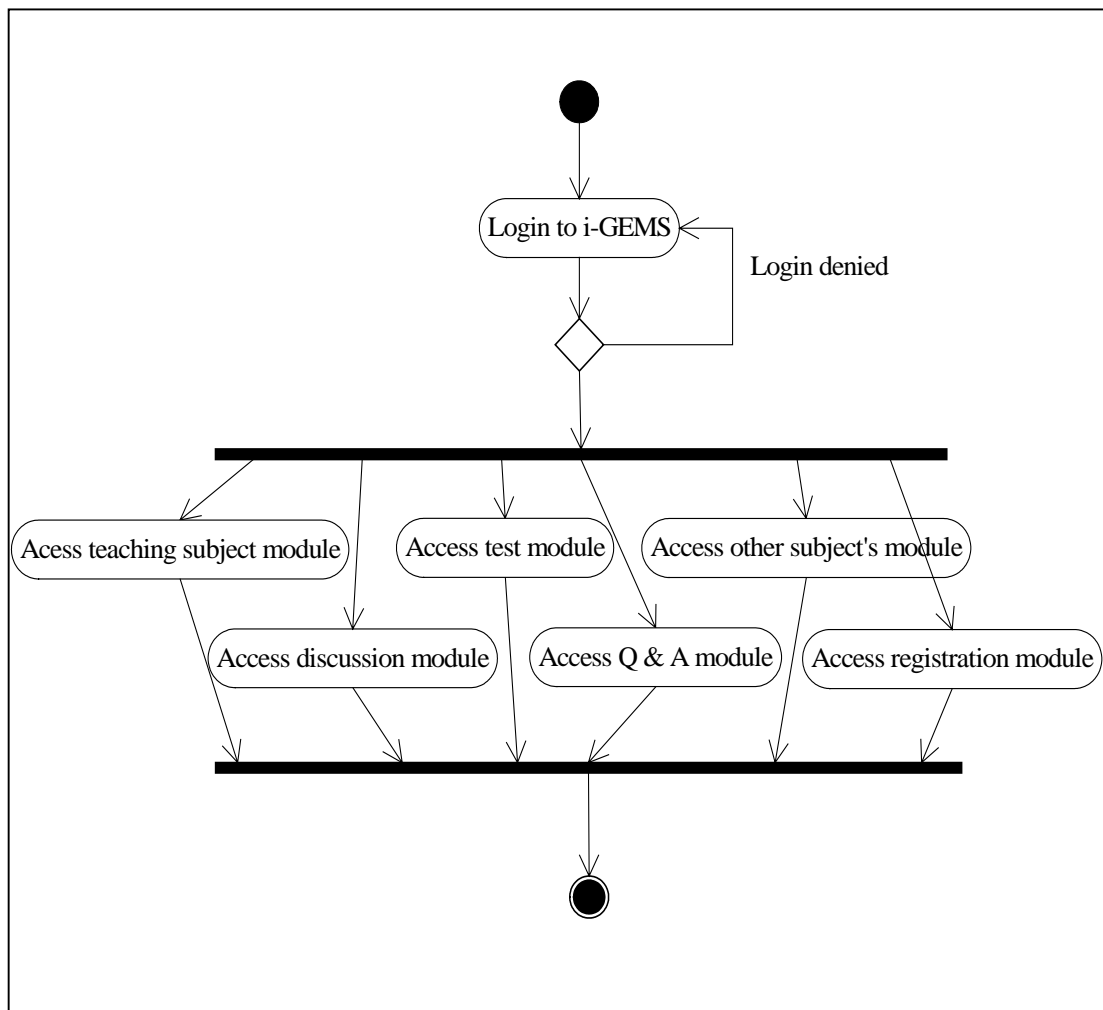 Login to i-GEMS
Login denied
Acess teaching subject module
Access test module
Access other subject's module
Access discussion module
Access Q & A module
Access registration module